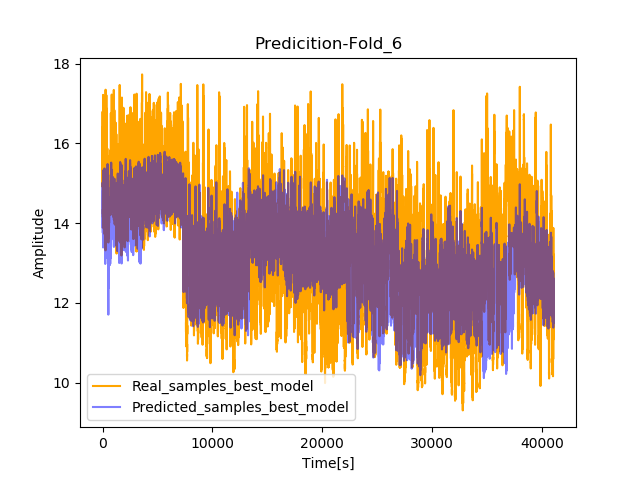 Predicition-Fold_6
18
16
14
12
10
Amplitude
Real_samples_best_model
Predicted_samples_best_model
0
10000
20000
30000
40000
Time[s]